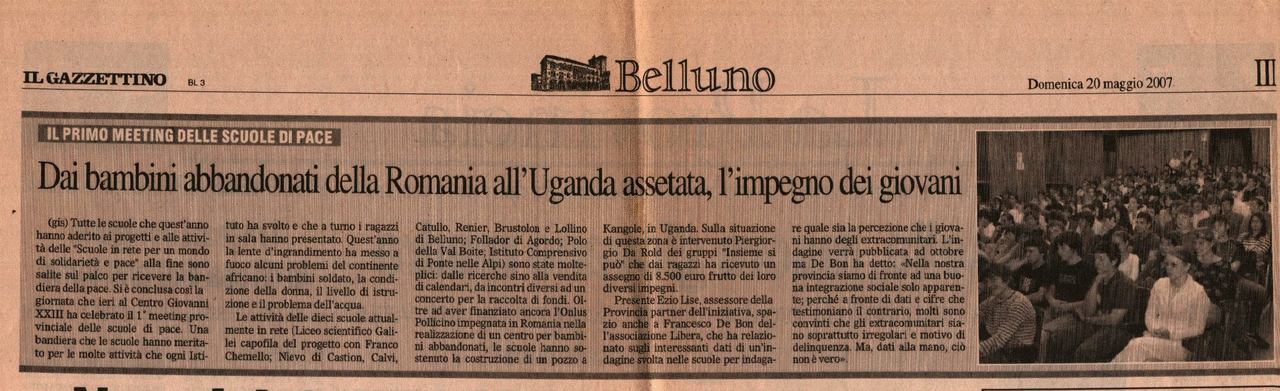 IL GAZZETTINO BL 3
Belluno
Domenica 20 maggio 2007
III
IL PRIMO MEETING DELLE SCUOLE DI PACE
Dai bambini abbandonati della Romania all'Uganda assetata, l'impegno dei giovani
(gis) Tutte le scuole che quest'anno
hanno aderito ai progetti e alle attivi-
tà delle "Scuole in rete per un mondo
di solidarietà e pace" alla fine sono
salite sul palco per ricevere la ban-
diera della pace. Si è conclusa così la
giornata che ieri al Centro Giovanni
XXIII ha celebrato il 1° meeting pro-
vinciale delle scuole di pace. Una
bandiera che le scuole hanno merita-
to per le molte attività che ogni Isti-
tuto ha svolto e che a turno i ragazzi
in sala hanno presentato. Quest'anno
la lente d'ingrandimento ha messo a
fuoco alcuni problemi del continente
africano: i bambini soldato, la condi-
zione della donna, il livello di istru-
zione e il problema dell'acqua.
Le attività delle dieci scuole attual-
mente in rete (Liceo scientifico Gali-
lei capofila del progetto con Franco
Chemello; Nievo di Castion, Calvi,
Catullo, Renier, Brustolon e Lollino
di Belluno; Follador di Agordo; Polo
della Val Boite; Istituto Comprensivo
di Ponte nelle Alpi) sono state molte-
plici: dalle ricerche sino alla vendita
di calendari, da incontri diversi ad un
concerto per la raccolta di fondi. Ol-
tre ad aver finanziato ancora l'Onlus
Pollicino impegnata in Romania nella
realizzazione di un centro per bambi-
ni abbandonati, le scuole hanno so-
stenuto la costruzione di un pozzo a
Kangole, in Uganda. Sulla situazione
di questa zona è intervenuto Piergior-
gio Da Rold dei gruppi "Insieme si
può" che dai ragazzi ha ricevuto un
assegno di 8.500 euro frutto dei loro
diversi impegni.
Presente Ezio Lise, assessore della
Provincia partner dell'iniziativa, spa-
zio anche a Francesco De Bon del-
l'associazione Libera, che ha relazio-
nato sugli interessanti dati di un'in-
dagine svolta nelle scuole per indaga-
re quale sia la percezione che i giova-
ni hanno degli extracomunitari. L'in-
dagine verrà pubblicata ad ottobre
ma De Bon ha detto: «Nella nostra
provincia siamo di fronte ad una buo-
na integrazione sociale solo apparen-
te; perché a fronte di dati e cifre che
testimoniano il contrario, molti sono
convinti che gli extracomunitari sia-
no soprattutto irregolari e motivo di
delinquenza. Ma, dati alla mano, ciò
non è vero».